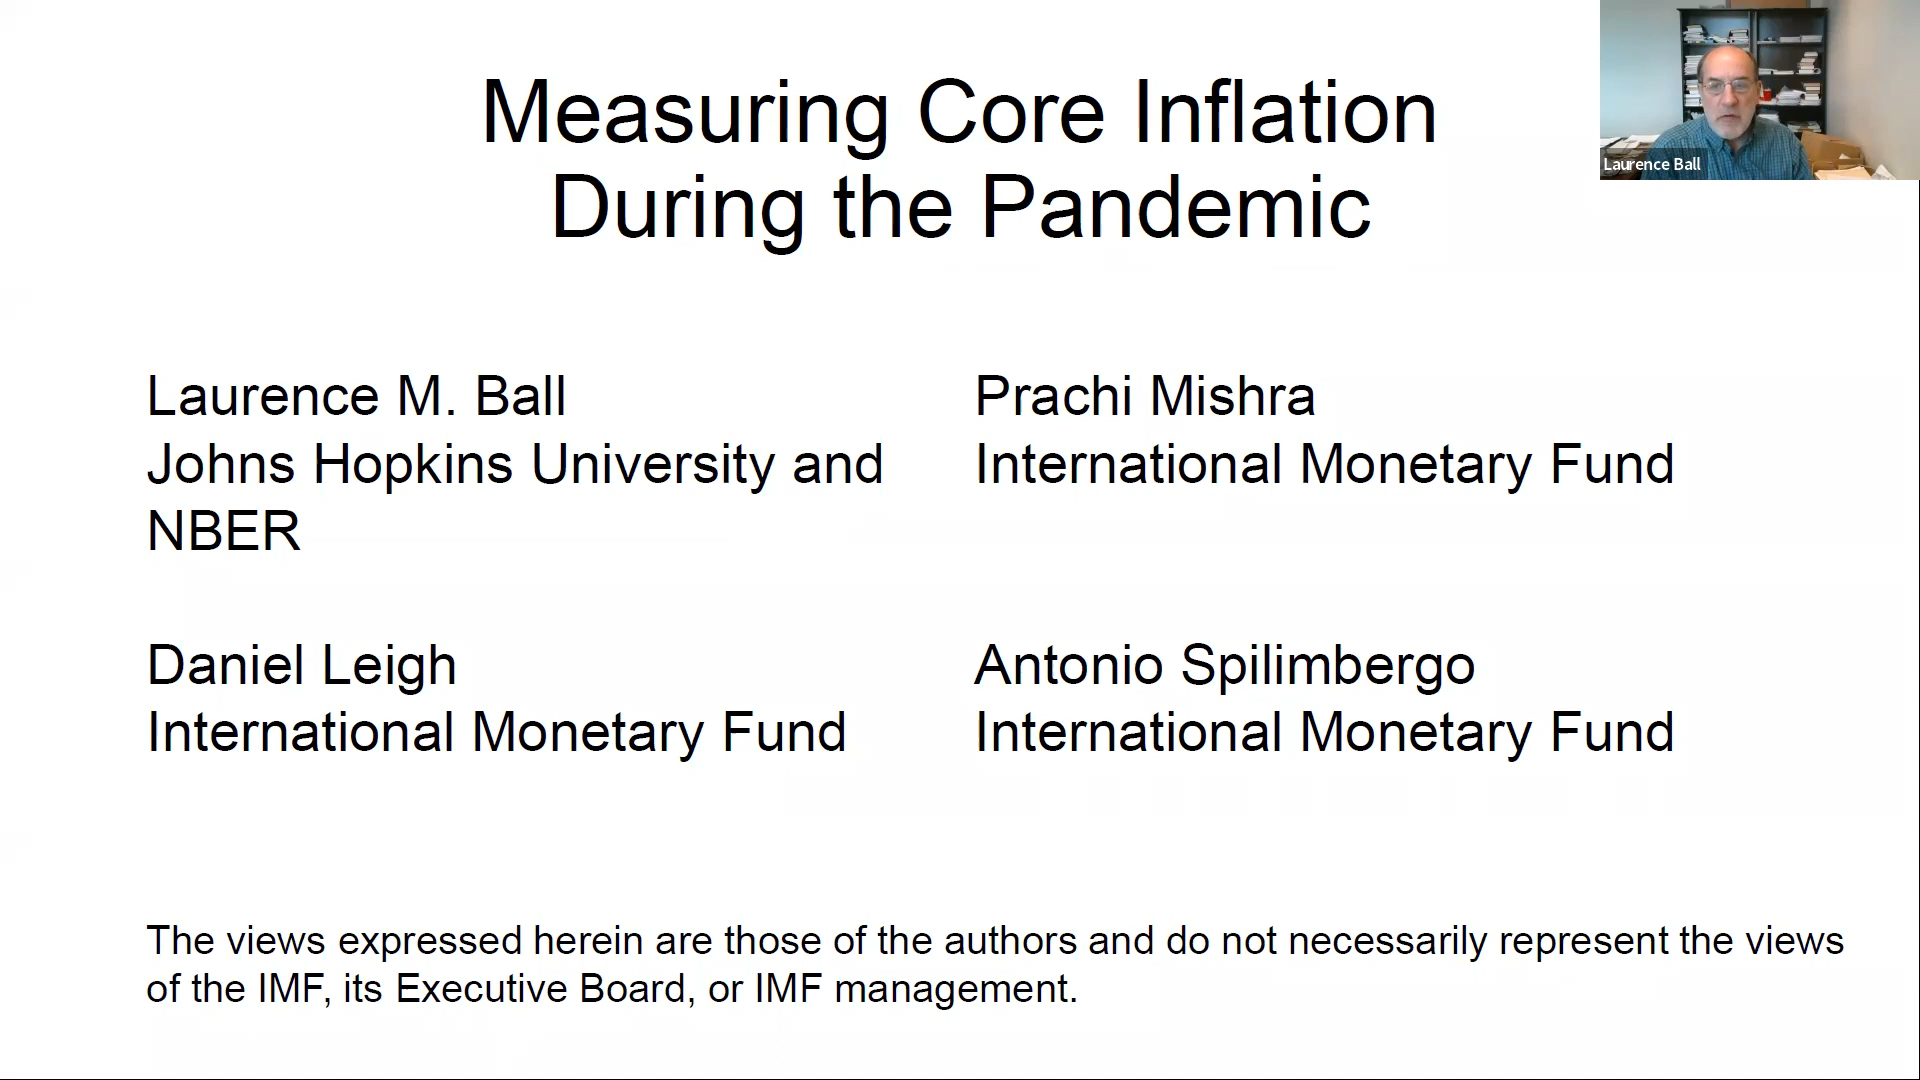 Measuring Core Inflation
During the Pandemic
Laurence Ball
Laurence M. Ball
Johns Hopkins University and
NBER
Prachi Mishra
International Monetary Fund
Daniel Leigh
International Monetary Fund
Antonio Spilimbergo
International Monetary Fund
The views expressed herein are those of the authors and do not necessarily represent the views
of the IMF, its Executive Board, or IMF management.